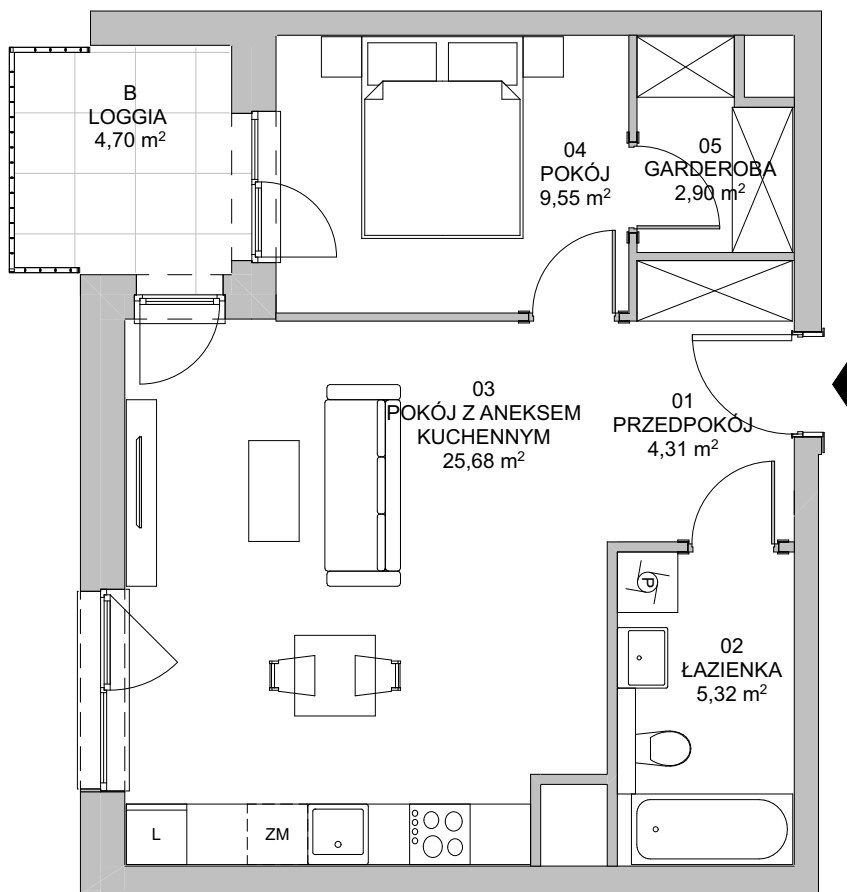 B
LOGGIA
4,70 m²
04
POKÓJ
9,55 m²
05
GARDEROBA
2,90 m²
03
POKÓJ Z ANEKSEM
KUCHENNYM
25,68 m²
01
PRZEDPOKÓJ
4,31 m²
P
02
ŁAZIENKA
5,32 m²
L
ZM